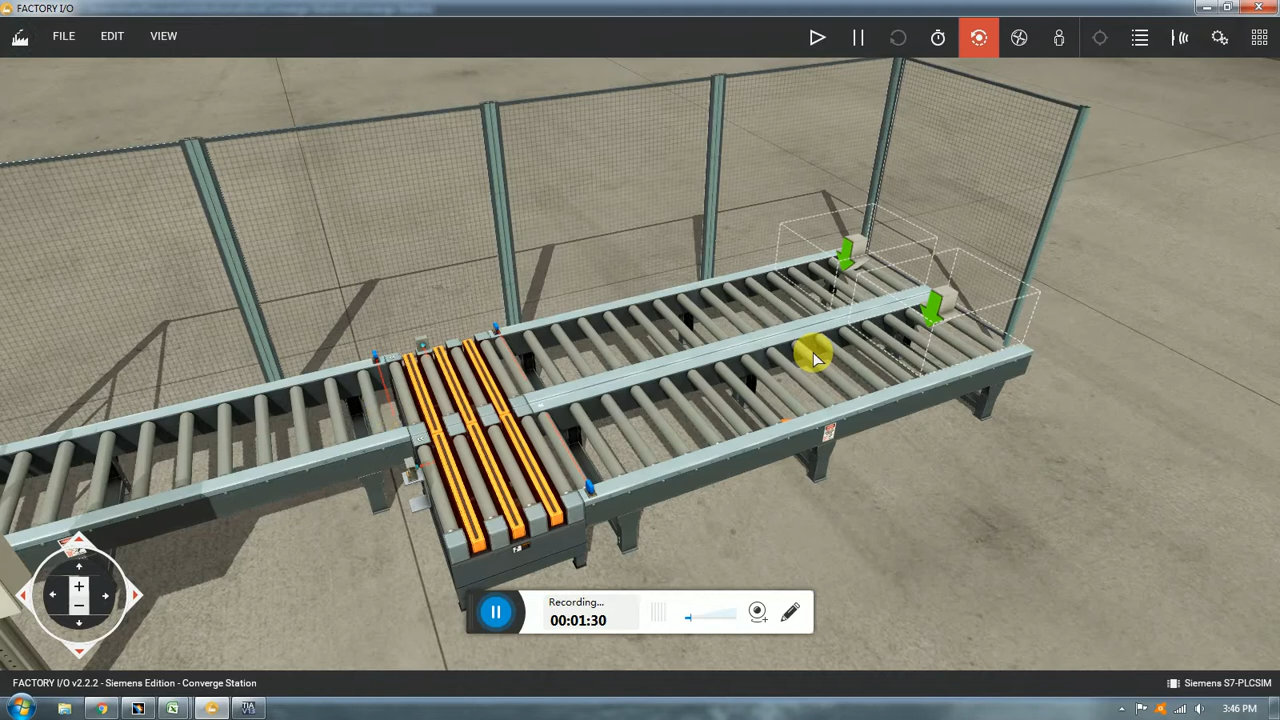 FACTORY I/O
FILE EDIT VIEW
Recording...
00:01:30
FACTORY I/O v2.2.2 - Siemens Edition - Converge Station
Siemens S7-PLCSIM
3:46 PM